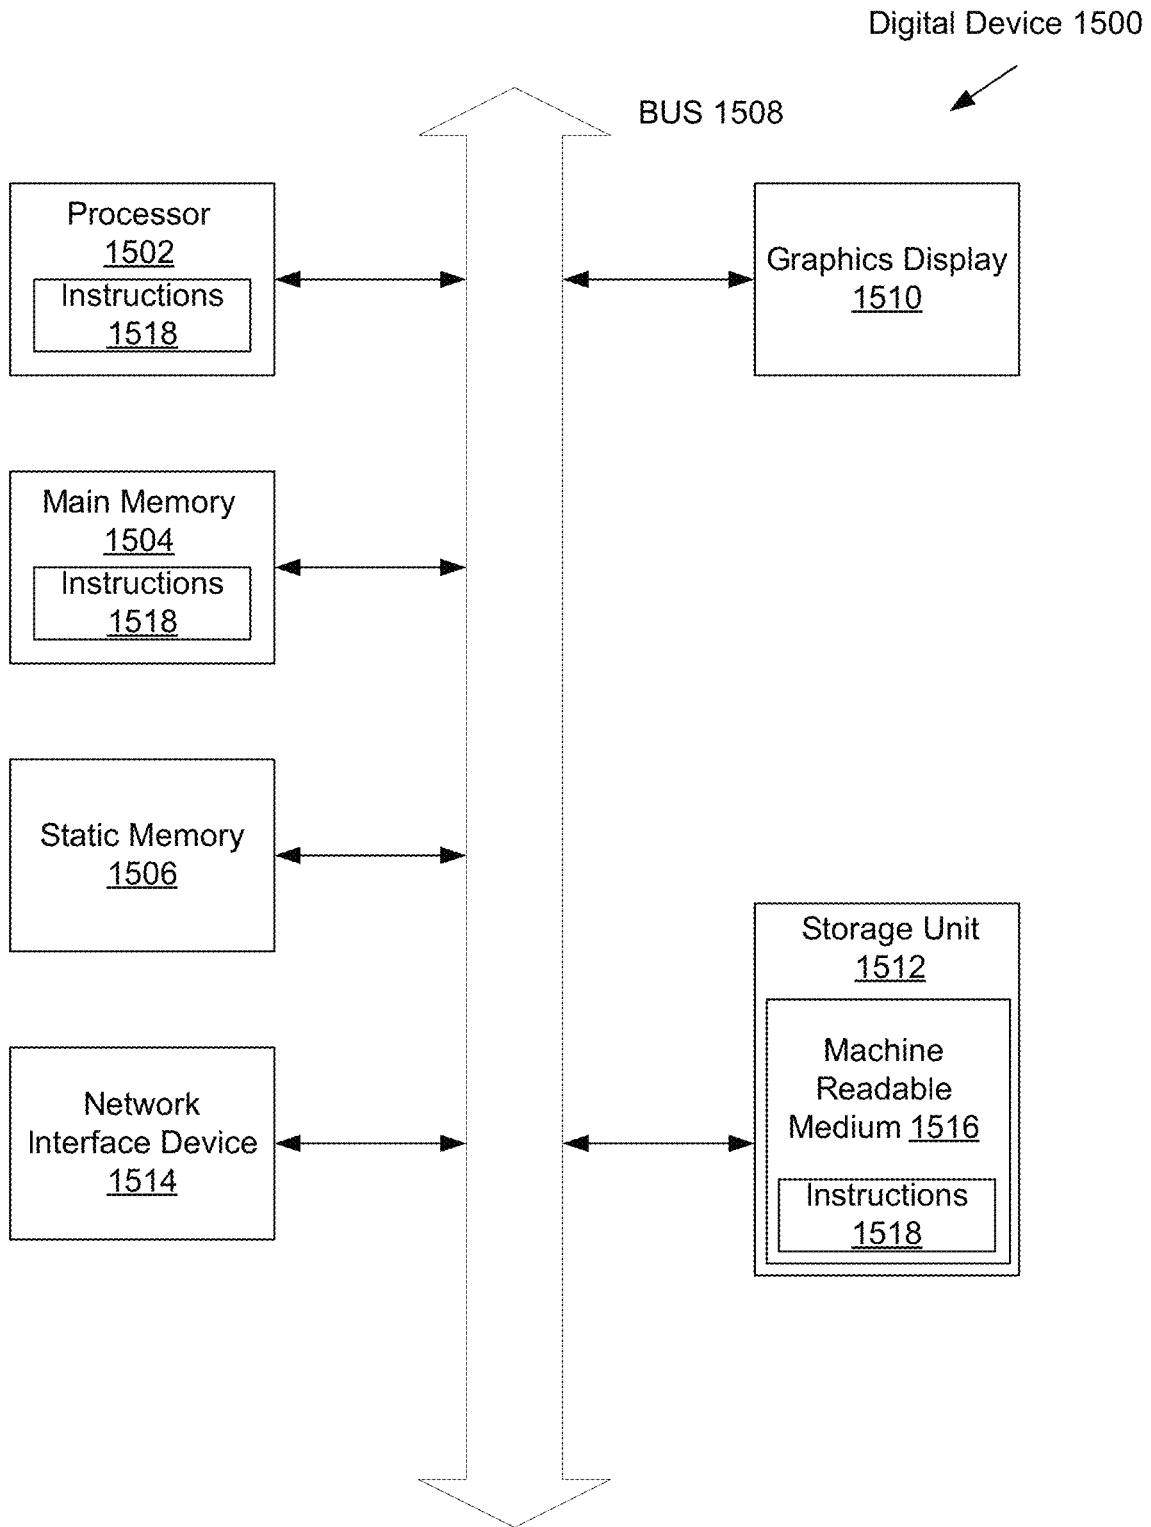 Digital Device 1500
BUS 1508
Processor
1502
Instructions
1518
Graphics Display
1510
Main Memory
1504
Instructions
1518
Static Memory
1506
Storage Unit
1512
Machine
Readable
Medium 1516
Instructions
1518
Network
Interface Device
1514